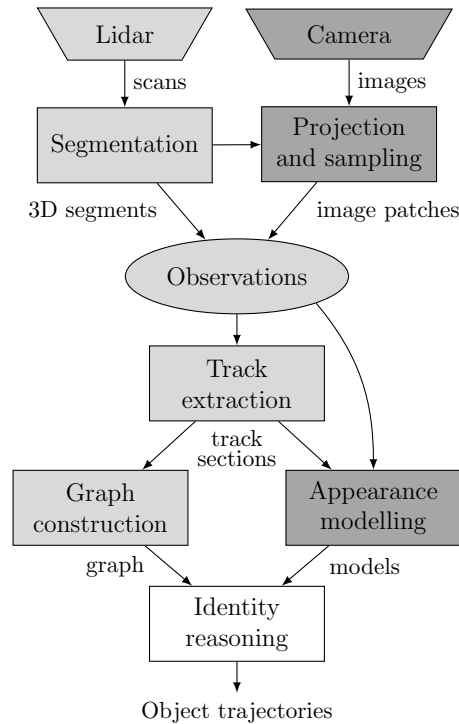 Lidar
Camera
scans
images
Segmentation
Projection
and sampling
3D segments
image patches
Observations
Track
extraction
track
sections
Graph
construction
Appearance
modelling
graph
models
Identity
reasoning
Object trajectories